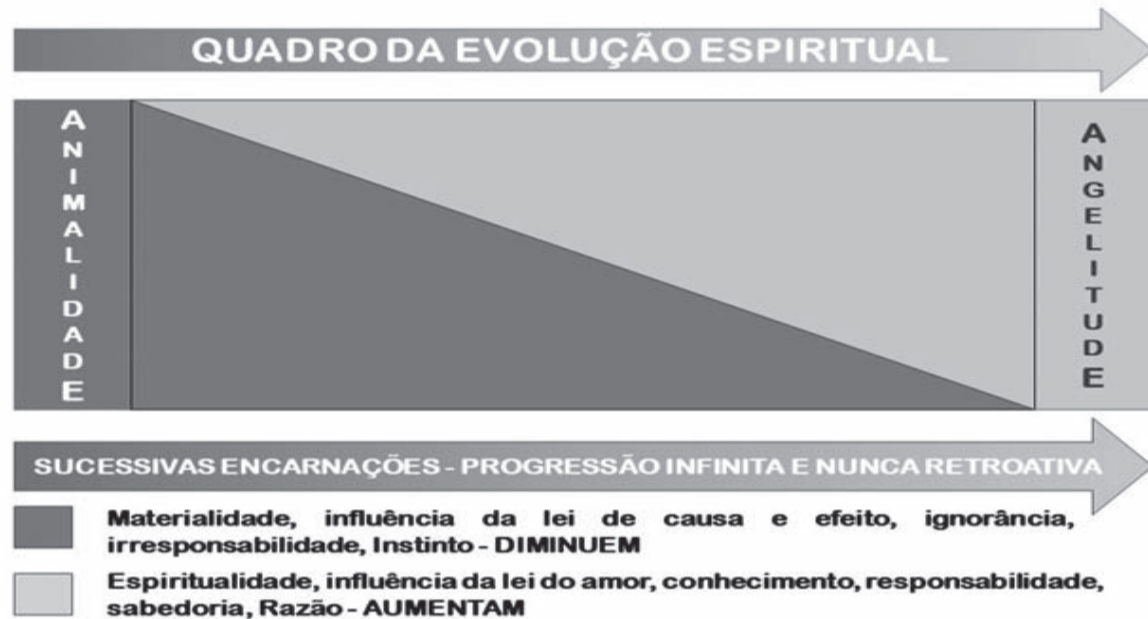 QUADRO DA EVOLUÇÃO ESPIRITUAL
ANIMALIDADE
ANGELITUDE
SUCESSIVAS ENCARNAÇÕES - PROGRESSÃO INFINITA E NUNCA RETROATIVA
Materialidade, influência da lei de causa e efeito, ignorância,
irresponsabilidade, Instinto - DIMINUEM
Espiritualidade, influência da lei do amor, conhecimento, responsabilidade,
sabedoria, Razão - AUMENTAM